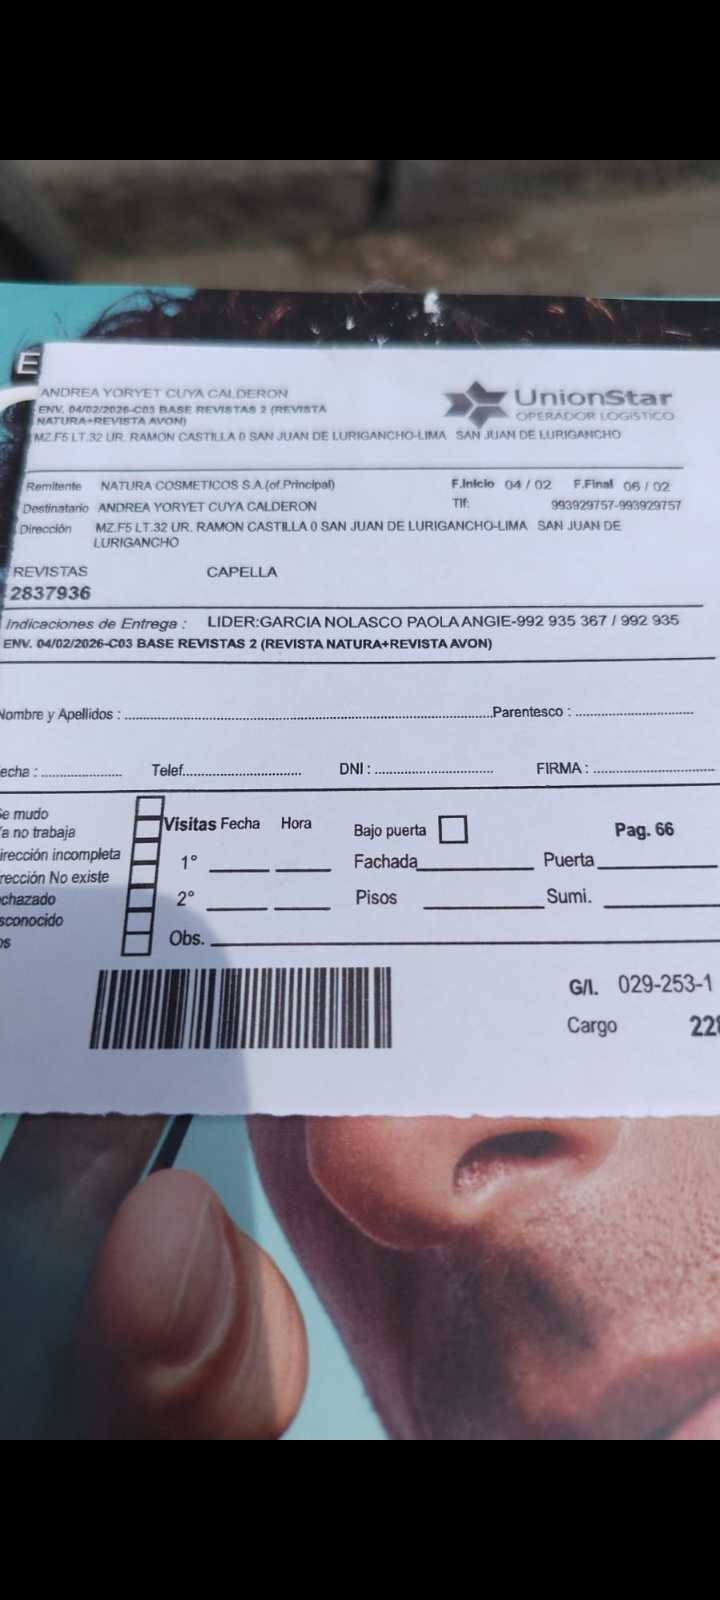 E
ANDREA YORYET CUYA CALDERON
ENV. 04/02/2026-C03 BASE REVISTAS 2 (REVISTA
NATURA+REVISTA AVON)
MZ.F5 LT.32 UR. RAMON CASTILLA 0 SAN JUAN DE LURIGANCHO-LIMA SAN JUAN DE LURIGANCHO
UnionStar
OPERADOR LOGISTICO
Remitente NATURA COSMETICOS S.A.(of.Principal) F.Inicio 04 / 02 F.Final 06 / 02
Destinatario ANDREA YORYET CUYA CALDERON Tlf: 993929757-993929757
Dirección MZ.F5 LT.32 UR. RAMON CASTILLA 0 SAN JUAN DE LURIGANCHO-LIMA SAN JUAN DE
LURIGANCHO
REVISTAS CAPELLA
2837936
Indicaciones de Entrega : LIDER:GARCIA NOLASCO PAOLA ANGIE-992 935 367 / 992 935
ENV. 04/02/2026-C03 BASE REVISTAS 2 (REVISTA NATURA+REVISTA AVON)
Nombre y Apellidos : Parentesco :
echa : Telef. DNI : FIRMA :
Se mudo
Ya no trabaja
irección incompleta
rección No existe
chazado
sconocido
os
Visitas Fecha Hora Bajo puerta Pag. 66
1° Fachada Puerta
2° Pisos Sumi.
Obs.
G/I. 029-253-1
Cargo 228